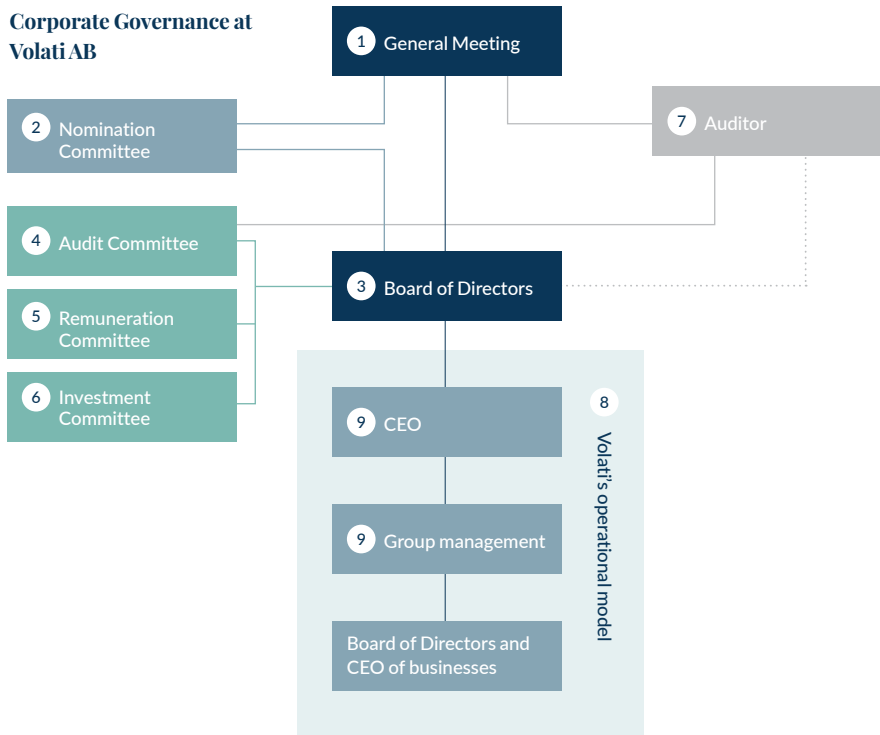 Corporate Governance at
Volati AB
1 General Meeting
2 Nomination
Committee
7 Auditor
4 Audit Committee
3 Board of Directors
5 Remuneration
Committee
6 Investment
Committee
9 CEO
8 Volati's operational model
9 Group management
Board of Directors and
CEO of businesses